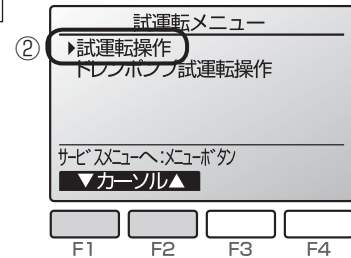 ②
試運転メニュー
▶試運転操作
ドレンポンプ試運転操作
サービスメニューへ:メニューボタン
▼カーソル▲
F1 F2 F3 F4